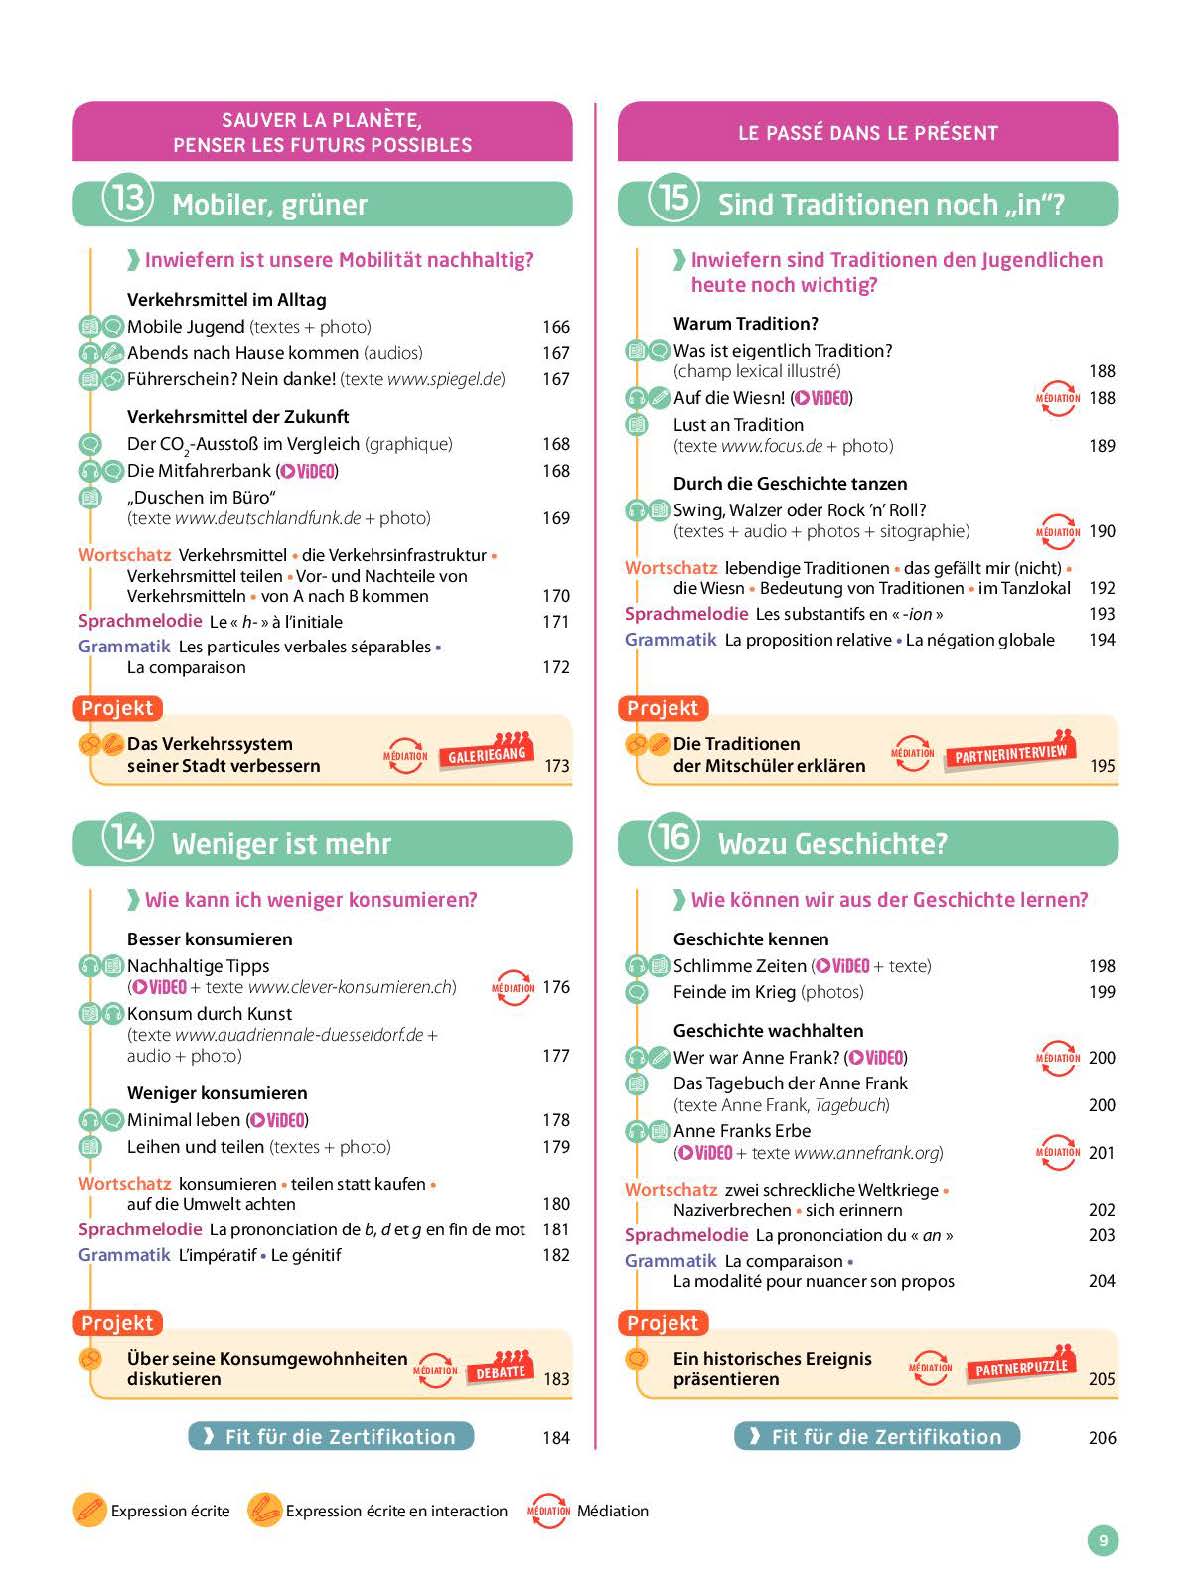 SAUVER LA PLANÈTE,
PENSER LES FUTURS POSSIBLES
13 Mobiler, grüner
Inwiefern ist unsere Mobilität nachhaltig?
Verkehrsmittel im Alltag
Mobile Jugend (textes + photo) 166
Abends nach Hause kommen (audios) 167
Führerschein? Nein danke! (texte www.spiegel.de) 167
Verkehrsmittel der Zukunft
Der CO2-Ausstoß im Vergleich (graphique) 168
Die Mitfahrerbank (ViDEO) 168
„Duschen im Büro“
(texte www.deutschlandfunk.de + photo) 169
Wortschatz Verkehrsmittel • die Verkehrsinfrastruktur •
Verkehrsmittel teilen • Vor- und Nachteile von
Verkehrsmitteln • von A nach B kommen 170
Sprachmelodie Le « h- » à l’initiale 171
Grammatik Les particules verbales séparables •
La comparaison 172
Projekt
Das Verkehrssystem
seiner Stadt verbessern MÉDIATION GALERIEGANG 173
14 Weniger ist mehr
Wie kann ich weniger konsumieren?
Besser konsumieren
Nachhaltige Tipps
(ViDEO + texte www.clever-konsumieren.ch) MÉDIATION 176
Konsum durch Kunst
(texte www.quadriennale-duesseldorf.de +
audio + photo) 177
Weniger konsumieren
Minimal leben (ViDEO) 178
Leihen und teilen (textes + photo) 179
Wortschatz konsumieren • teilen statt kaufen •
auf die Umwelt achten 180
Sprachmelodie La prononciation de b, d et g en fin de mot 181
Grammatik L’impératif • Le génitif 182
Projekt
Über seine Konsumgewohnheiten
diskutieren MÉDIATION DEBATTE 183
Fit für die Zertifikation 184
LE PASSÉ DANS LE PRÉSENT
15 Sind Traditionen noch „in“?
Inwiefern sind Traditionen den Jugendlichen
heute noch wichtig?
Warum Tradition?
Was ist eigentlich Tradition?
(champ lexical illustré) 188
Auf die Wiesn! (ViDEO) MÉDIATION 188
Lust an Tradition
(texte www.focus.de + photo) 189
Durch die Geschichte tanzen
Swing, Walzer oder Rock ’n’ Roll?
(textes + audio + photos + sitographie) MÉDIATION 190
Wortschatz lebendige Traditionen • das gefällt mir (nicht) •
die Wiesn • Bedeutung von Traditionen • im Tanzlokal 192
Sprachmelodie Les substantifs en « -ion » 193
Grammatik La proposition relative • La négation globale 194
Projekt
Die Traditionen
der Mitschüler erklären MÉDIATION PARTNERINTERVIEW 195
16 Wozu Geschichte?
Wie können wir aus der Geschichte lernen?
Geschichte kennen
Schlimme Zeiten (ViDEO + texte) 198
Feinde im Krieg (photos) 199
Geschichte wachhalten
Wer war Anne Frank? (ViDEO) MÉDIATION 200
Das Tagebuch der Anne Frank
(texte Anne Frank, Tagebuch) 200
Anne Franks Erbe
(ViDEO + texte www.annefrank.org) MÉDIATION 201
Wortschatz zwei schreckliche Weltkriege •
Naziverbrechen • sich erinnern 202
Sprachmelodie La prononciation du « an » 203
Grammatik La comparaison •
La modalité pour nuancer son propos 204
Projekt
Ein historisches Ereignis
präsentieren MÉDIATION PARTNERPUZZLE 205
Fit für die Zertifikation 206
Expression écrite Expression écrite en interaction MÉDIATION Médiation
9